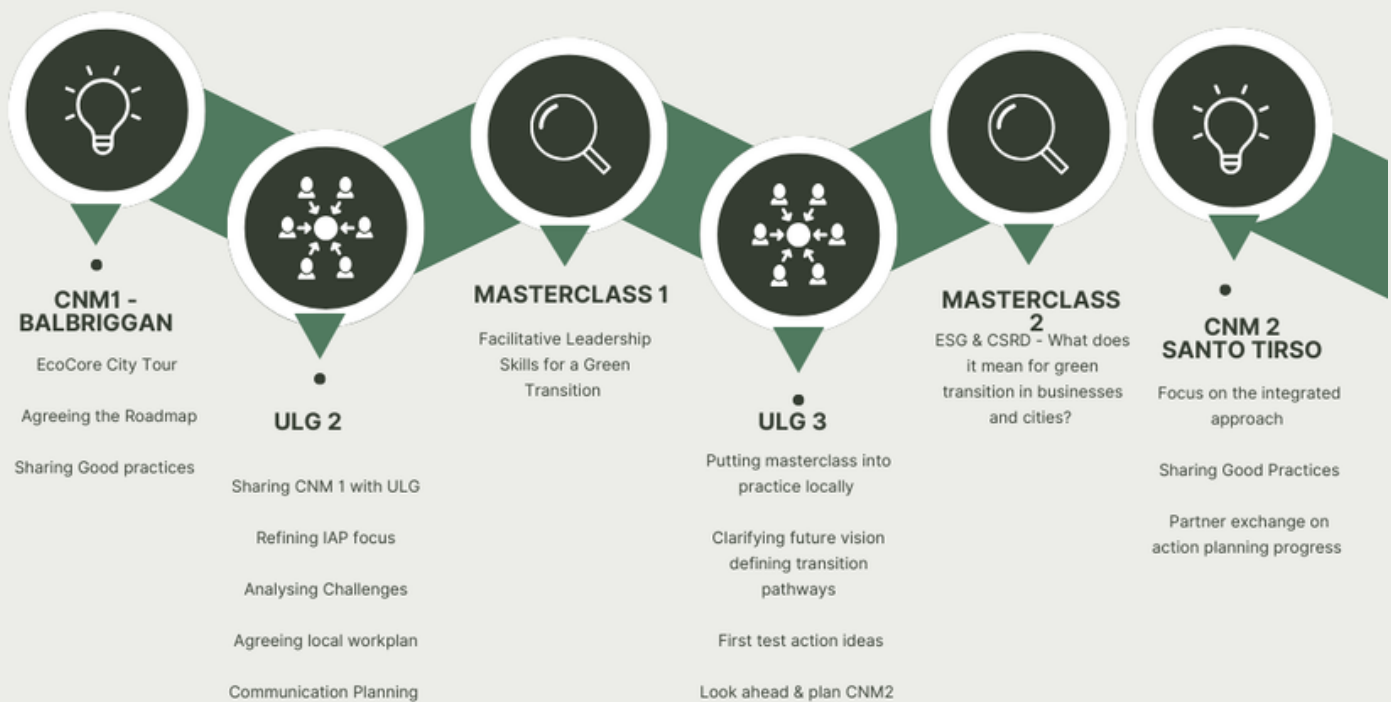 CNM1 -
BALBRIGGAN
EcoCore City Tour
Agreeing the Roadmap
Sharing Good practices
ULG 2
Sharing CNM 1 with ULG
Refining IAP focus
Analysing Challenges
Agreeing local workplan
Communication Planning
MASTERCLASS 1
Facilitative Leadership
Skills for a Green
Transition
ULG 3
Putting masterclass into
practice locally
Clarifying future vision
defining transition
pathways
First test action ideas
Look ahead & plan CNM2
MASTERCLASS
2
ESG & CSRD - What does
it mean for green
transition in businesses
and cities?
CNM 2
SANTO TIRSO
Focus on the integrated
approach
Sharing Good Practices
Partner exchange on
action planning progress